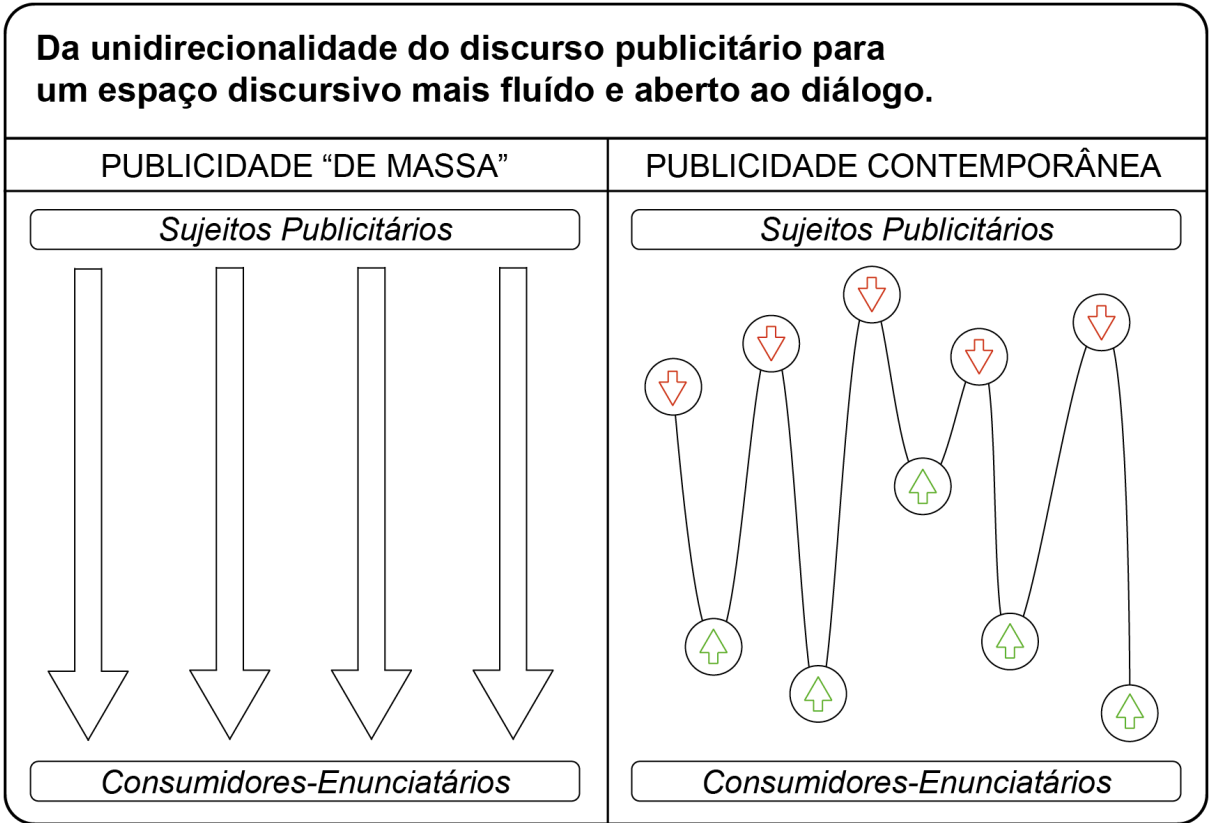 Da unidirecionalidade do discurso publicitário para
um espaço discursivo mais fluído e aberto ao diálogo.
PUBLICIDADE “DE MASSA”
PUBLICIDADE CONTEMPORÂNEA
Sujeitos Publicitários
Sujeitos Publicitários
Consumidores-Enunciatários
Consumidores-Enunciatários